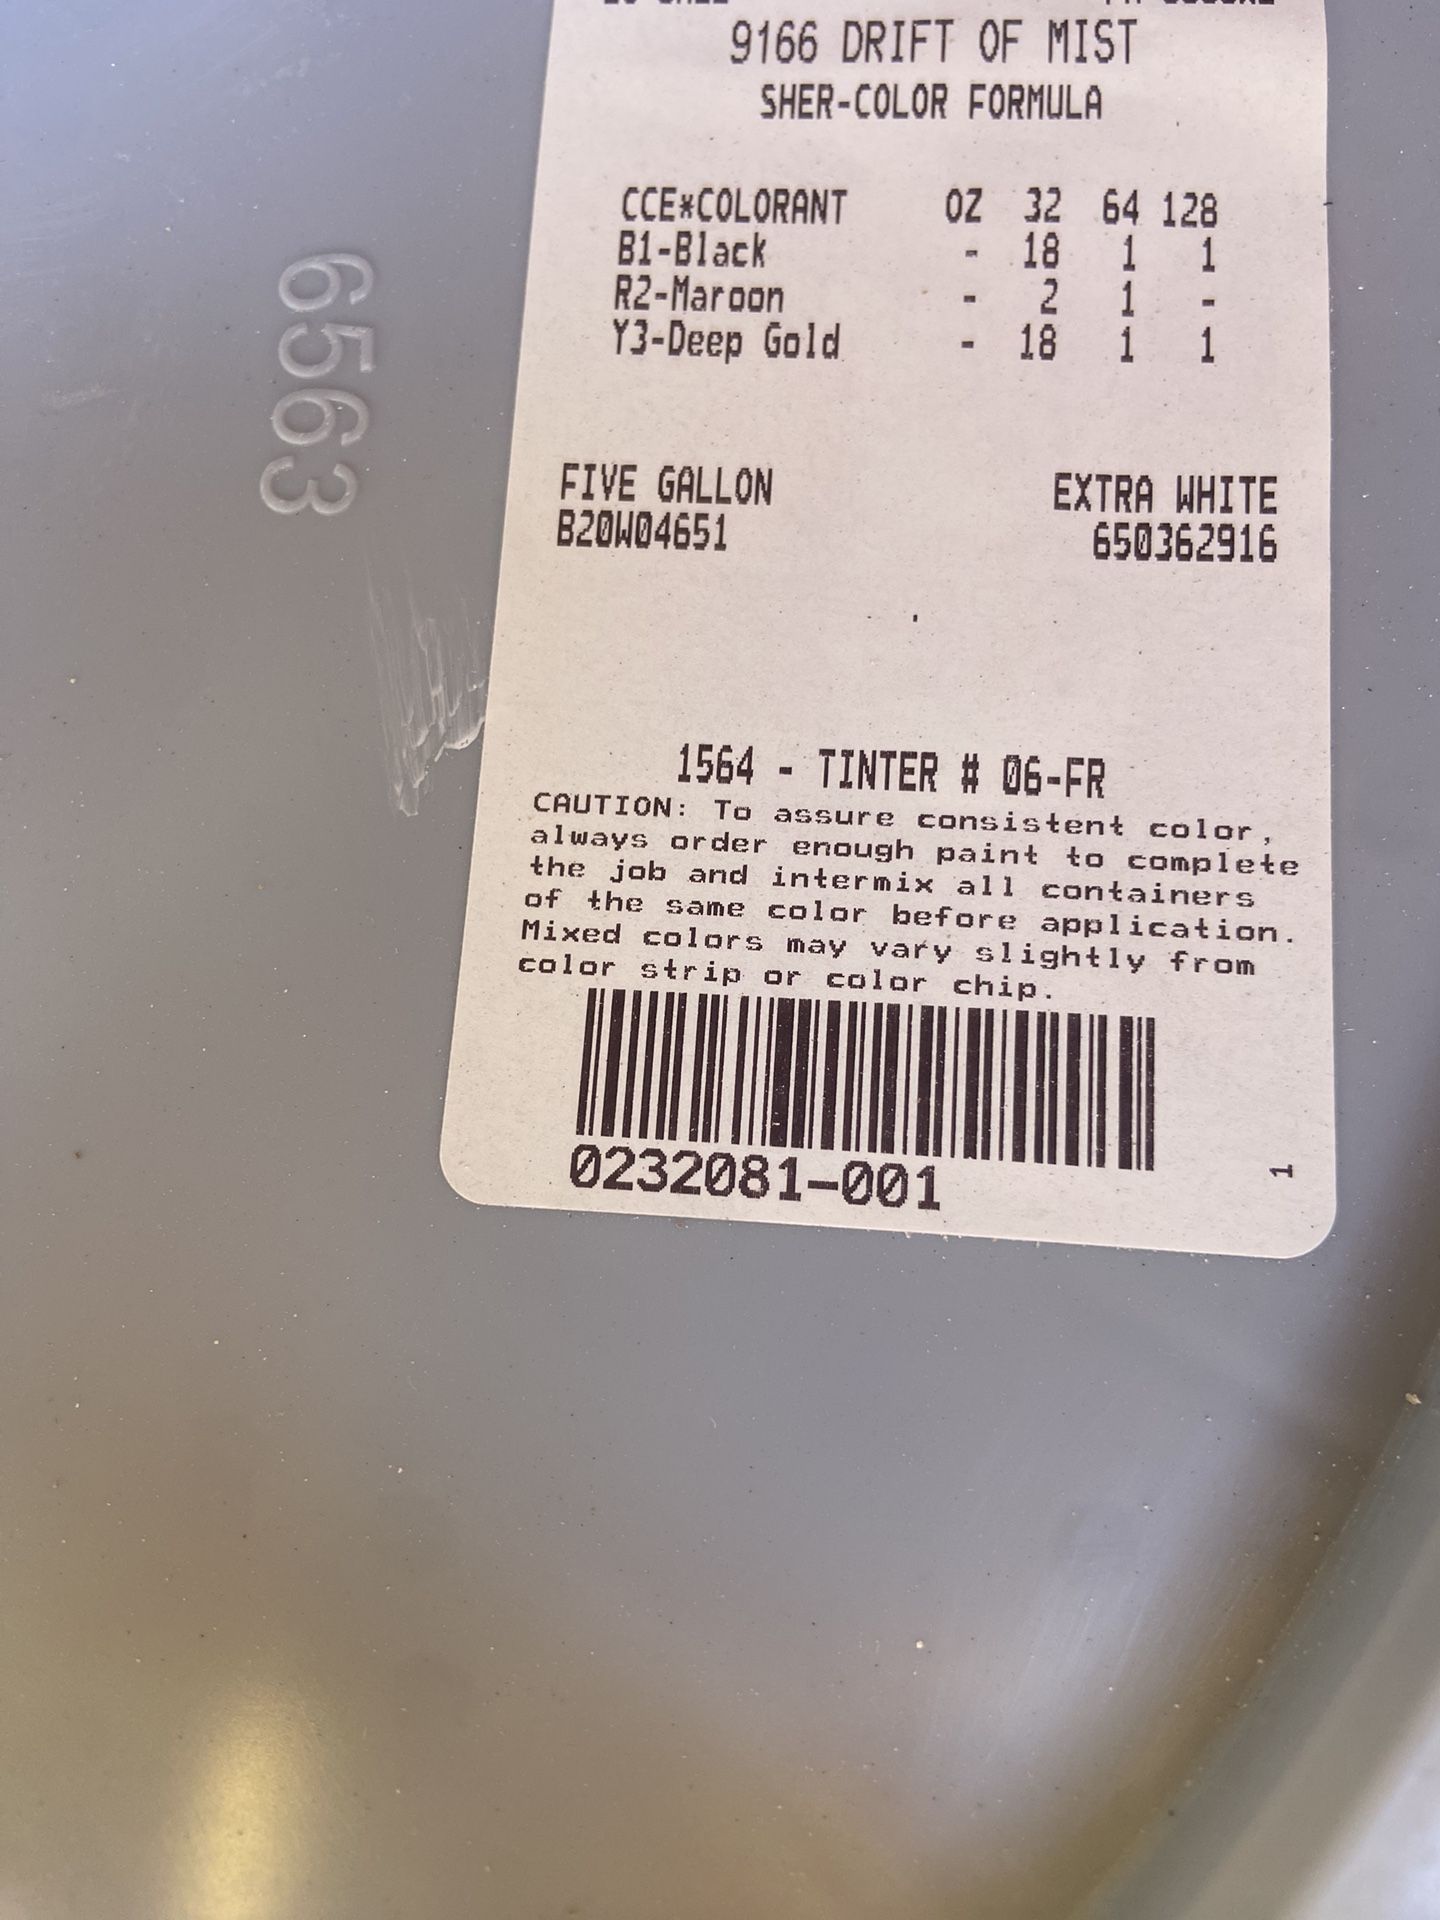 9166 DRIFT OF MIST
SHER-COLOR FORMULA
CCE*COLORANT OZ 32 64 128
B1-Black - 18 1 1
R2-Maroon - 2 1 -
Y3-Deep Gold - 18 1 1
FIVE GALLON EXTRA WHITE
B20W04651 650362916
1564 - TINTER # 06-FR
CAUTION: To assure consistent color,
always order enough paint to complete
the job and intermix all containers
of the same color before application.
Mixed colors may vary slightly from
color strip or color chip.
0232081-001 1
6563